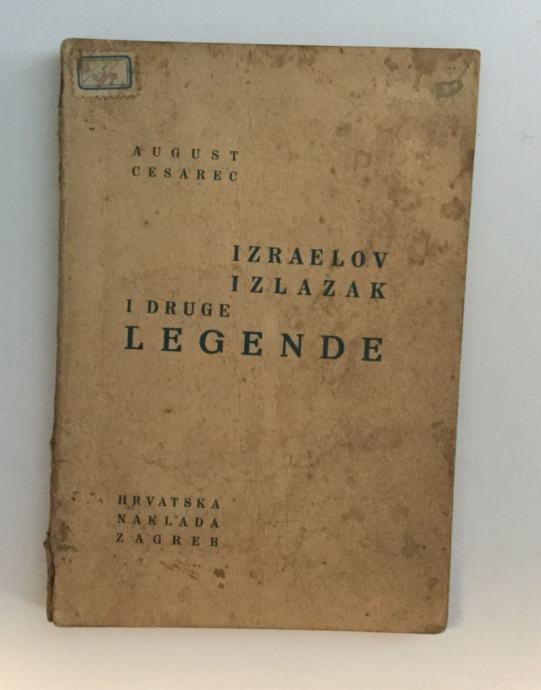 AUGUST
CESAREC
IZRAELOV
IZLAZAK
I DRUGE
LEGENDE
HRVATSKA
NAKLADA
ZAGREB